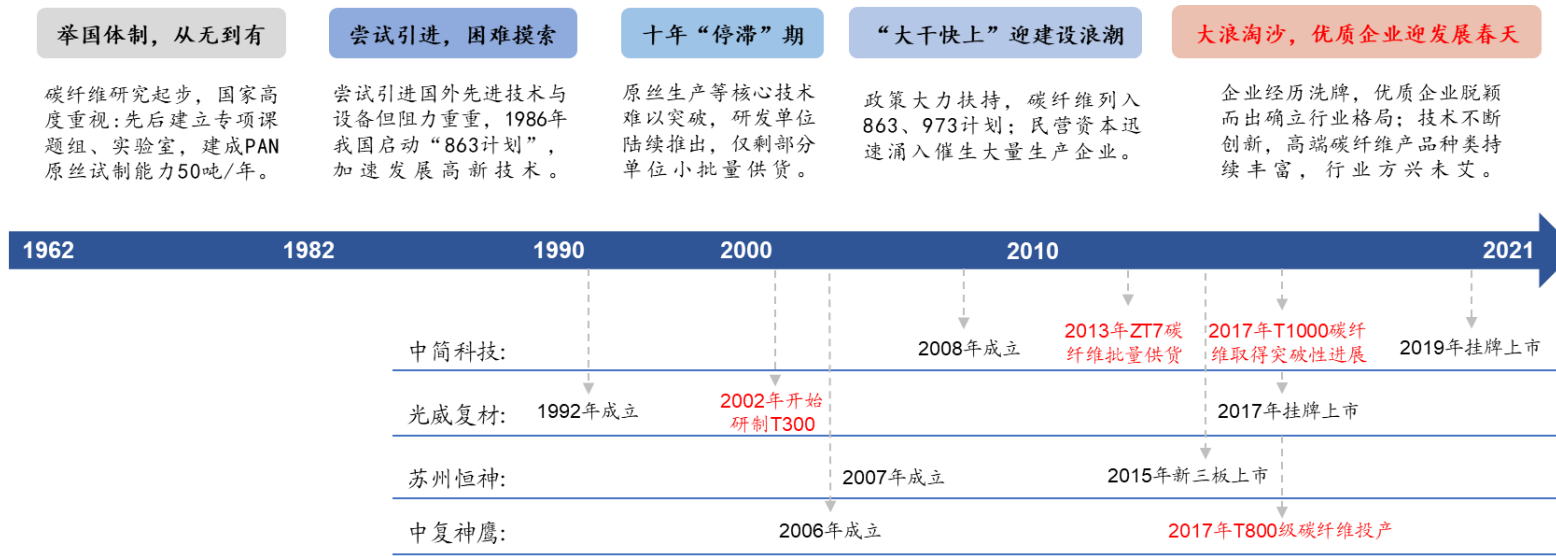 举国体制，从无到有
尝试引进，困难摸索
十年“停滞”期
“大干快上”迎建设浪潮
大浪淘沙，优质企业迎发展春天
碳纤维研究起步，国家高
度重视:先后建立专项课
题组、实验室，建成PAN
原丝试制能力50吨/年。
尝试引进国外先进技术与
设备但阻力重重，1986年
我国启动“863计划”，
加速发展高新技术。
原丝生产等核心技术
难以突破，研发单位
陆续推出，仅剩部分
单位小批量供货。
政策大力扶持，碳纤维列入
863、973计划；民营资本迅
速涌入催生大量生产企业。
企业经历洗牌，优质企业脱颖
而出确立行业格局；技术不断
创新，高端碳纤维产品种类持
续丰富，行业方兴未艾。
1962
1982
1990
2000
2010
2021
中简科技:
2008年成立
2013年ZT7碳
纤维批量供货
2017年T1000碳纤
维取得突破性进展
2019年挂牌上市
光威复材:
1992年成立
2002年开始
研制T300
2017年挂牌上市
苏州恒神:
2007年成立
2015年新三板上市
中复神鹰:
2006年成立
2017年T800级碳纤维投产